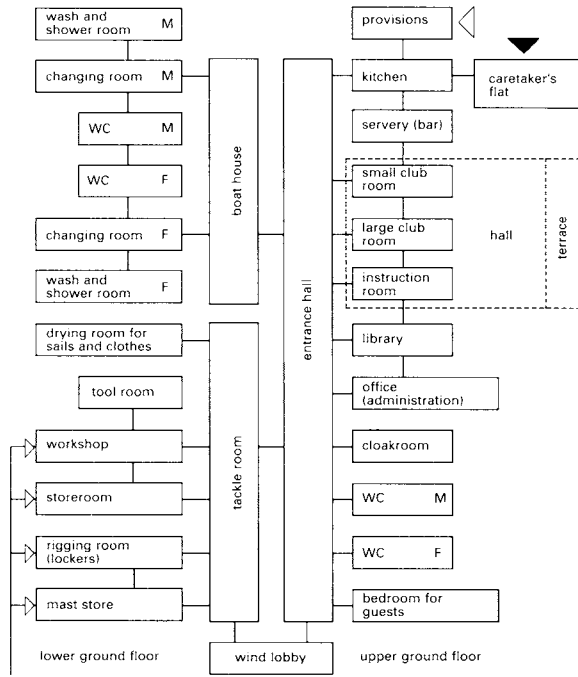 wash and
shower room M
changing room M
WC M
WC F
changing room F
wash and
shower room F
drying room for
sails and clothes
tool room
workshop
storeroom
rigging room
(lockers)
mast store
lower ground floor
boat house
tackle room
entrance hall
wind lobby
provisions
kitchen
caretaker's
flat
servery (bar)
small club
room
large club
room
instruction
room
hall
terrace
library
office
(administration)
cloakroom
WC M
WC F
bedroom for
guests
upper ground floor